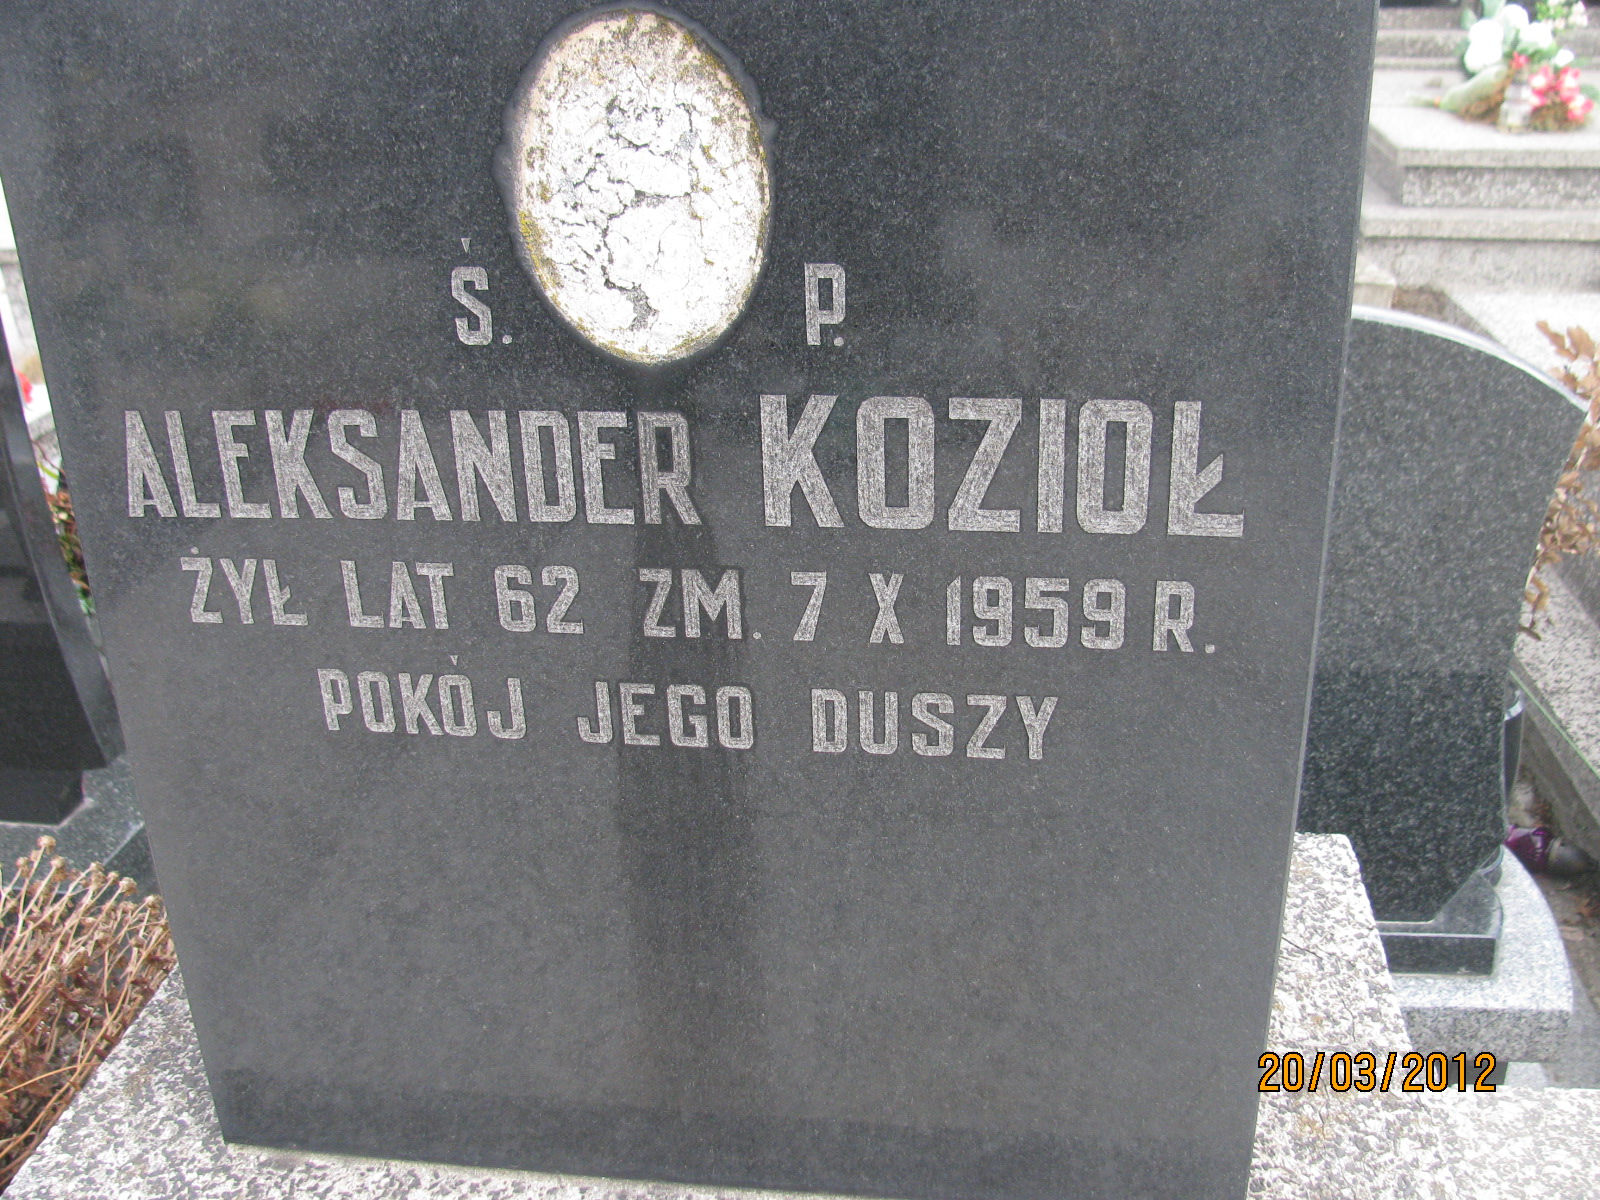 Ś. P.
ALEKSANDER KOZIOŁ
ŻYŁ LAT 62 ZM. 7 X 1959 R.
POKÓJ JEGO DUSZY
20/03/2012